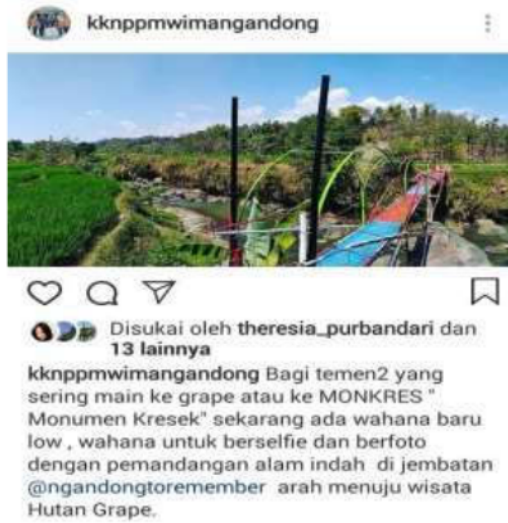 kknppmwimangandong
Disukai oleh theresia_purbandari dan
13 lainnya
kknppmwimangandong Bagi temen2 yang
sering main ke grape atau ke MONKRES "
Monumen Kresek" sekarang ada wahana baru
low , wahana untuk berselfie dan berfoto
dengan pemandangan alam indah di jembatan
@ngandongtoremember arah menuju wisata
Hutan Grape.